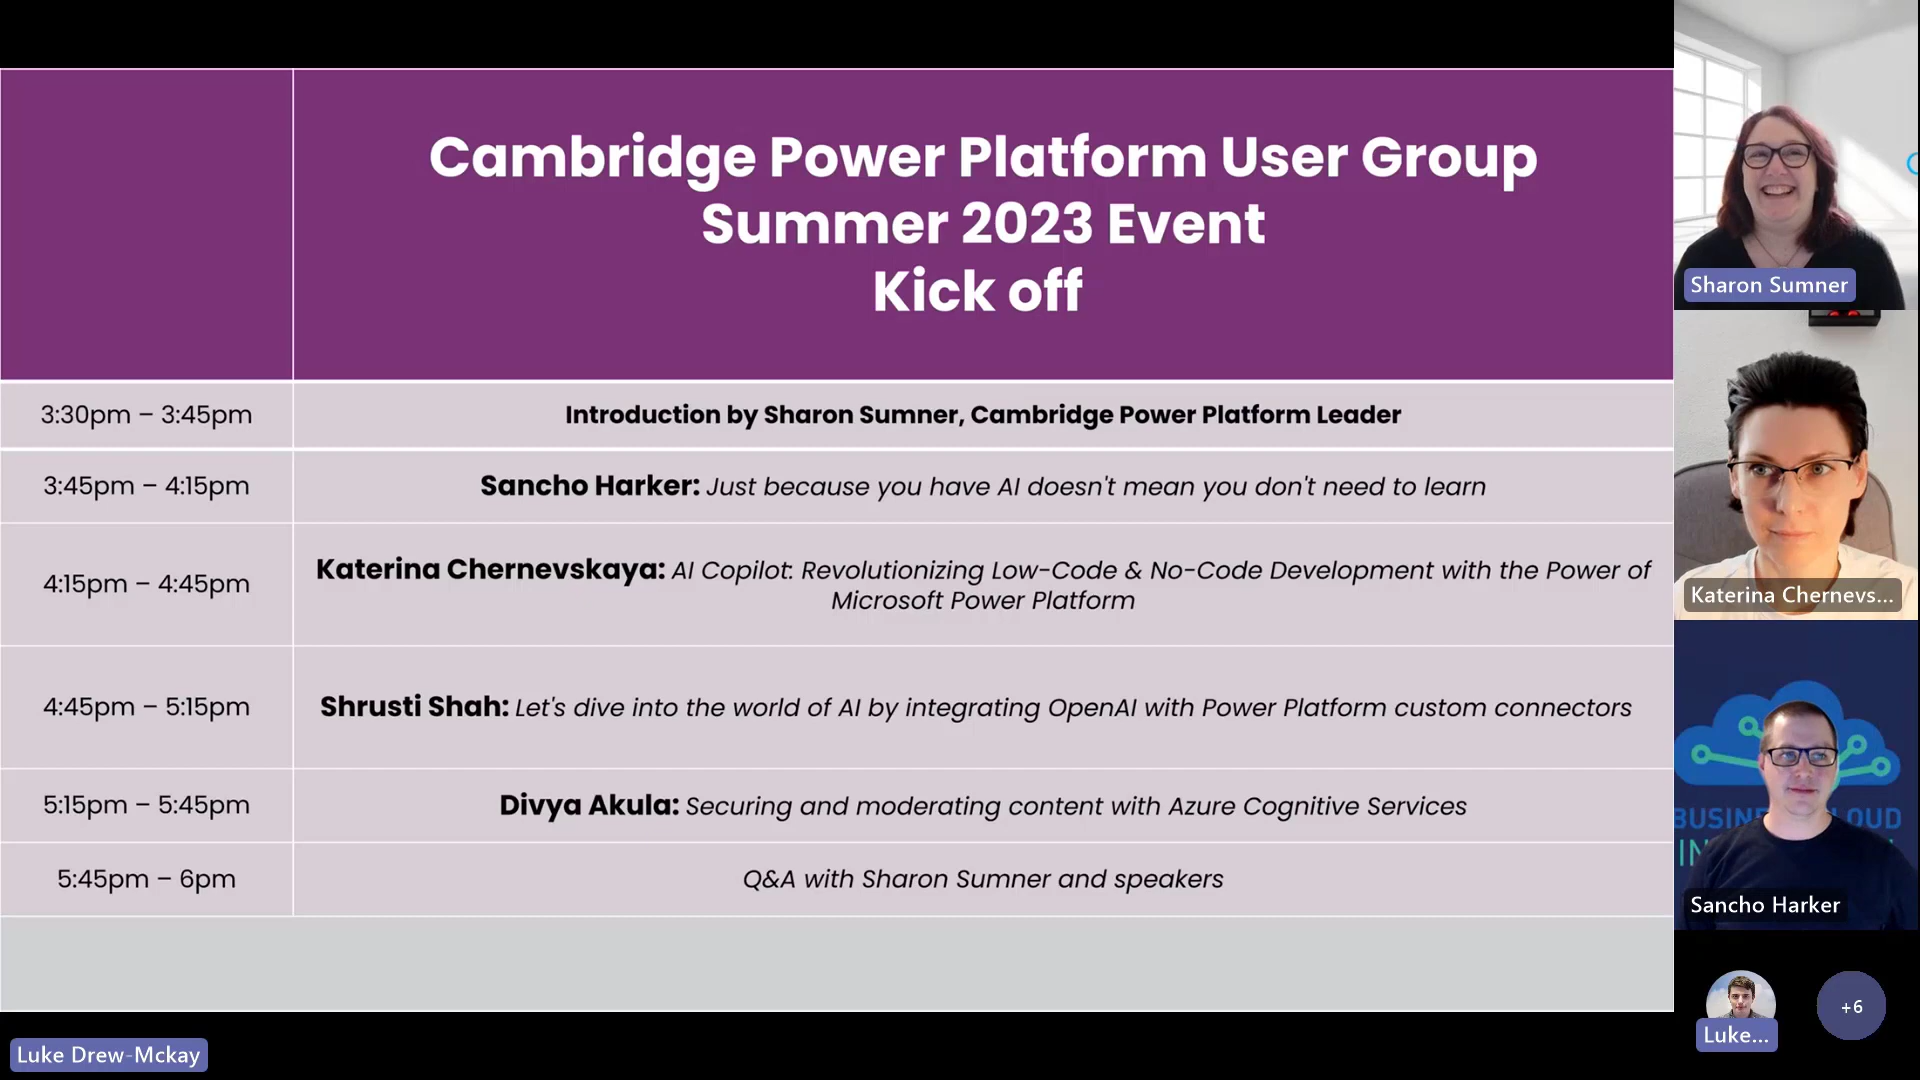 Cambridge Power Platform User Group
Summer 2023 Event
Kick off
3:30pm – 3:45pm
Introduction by Sharon Sumner, Cambridge Power Platform Leader
3:45pm – 4:15pm
Sancho Harker: Just because you have AI doesn't mean you don't need to learn
4:15pm – 4:45pm
Katerina Chernevskaya: AI Copilot: Revolutionizing Low-Code & No-Code Development with the Power of
Microsoft Power Platform
4:45pm – 5:15pm
Shrusti Shah: Let's dive into the world of AI by integrating OpenAI with Power Platform custom connectors
5:15pm – 5:45pm
Divya Akula: Securing and moderating content with Azure Cognitive Services
5:45pm – 6pm
Q&A with Sharon Sumner and speakers
Sharon Sumner
Katerina Chernevs...
Sancho Harker
Luke...
+6
Luke Drew-Mckay